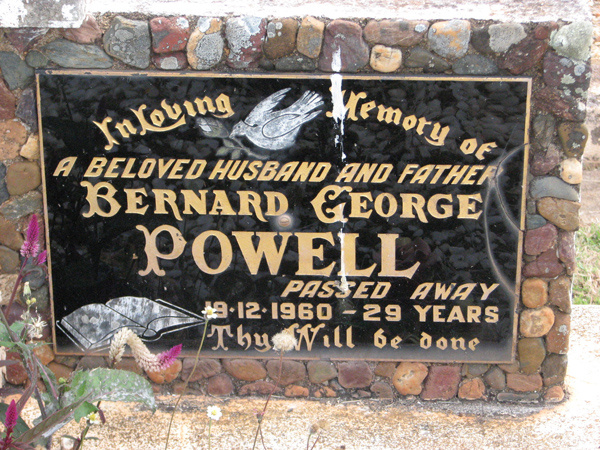 In Loving Memory of
A BELOVED HUSBAND AND FATHER
BERNARD GEORGE
POWELL
PASSED AWAY
19·12·1960 - 29 YEARS
Thy Will be done